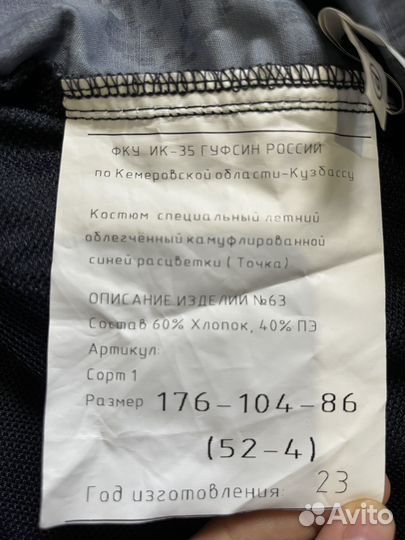 ФКУ ИК-35 ГУФСИН РОССИИ
по Кемеровской области-Кузбассу
Костюм специальный летний
облегчённый камуфлированной
синей расцветки (Точка)
ОПИСАНИЕ ИЗДЕЛИЙ №63
Состав 60% Хлопок, 40% ПЭ
Артикул:
Сорт 1
Размер 176-104-86
(52-4)
Год изготовления: 23
Avito